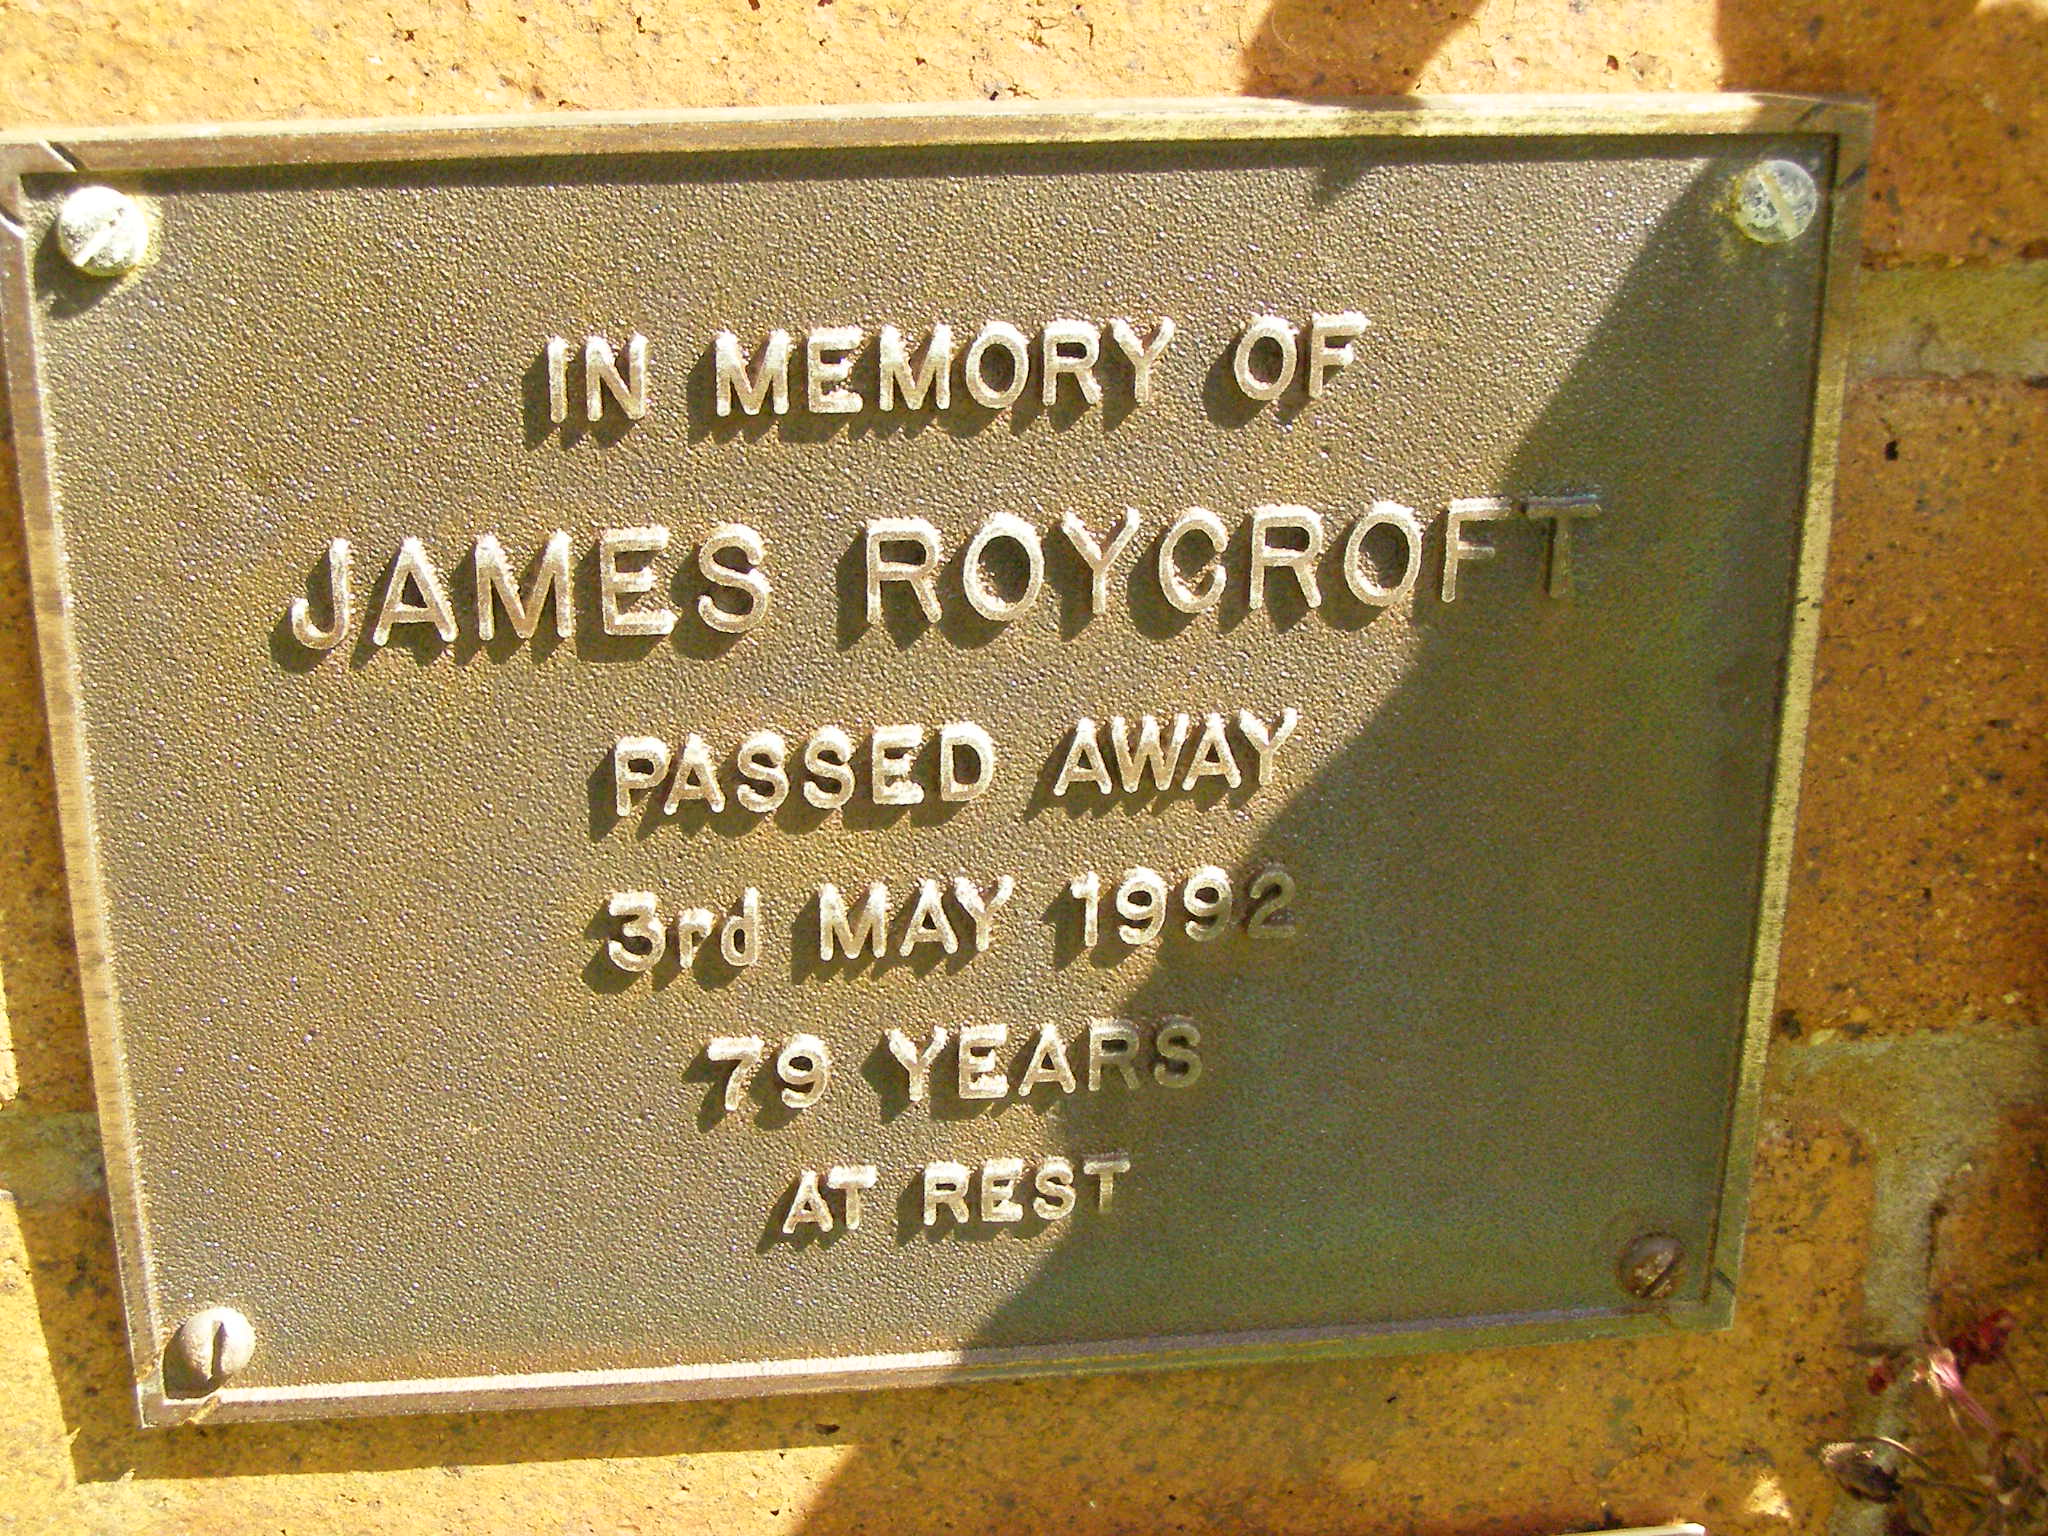 IN MEMORY OF
JAMES ROYCROFT
PASSED AWAY
3rd MAY 1992
79 YEARS
AT REST